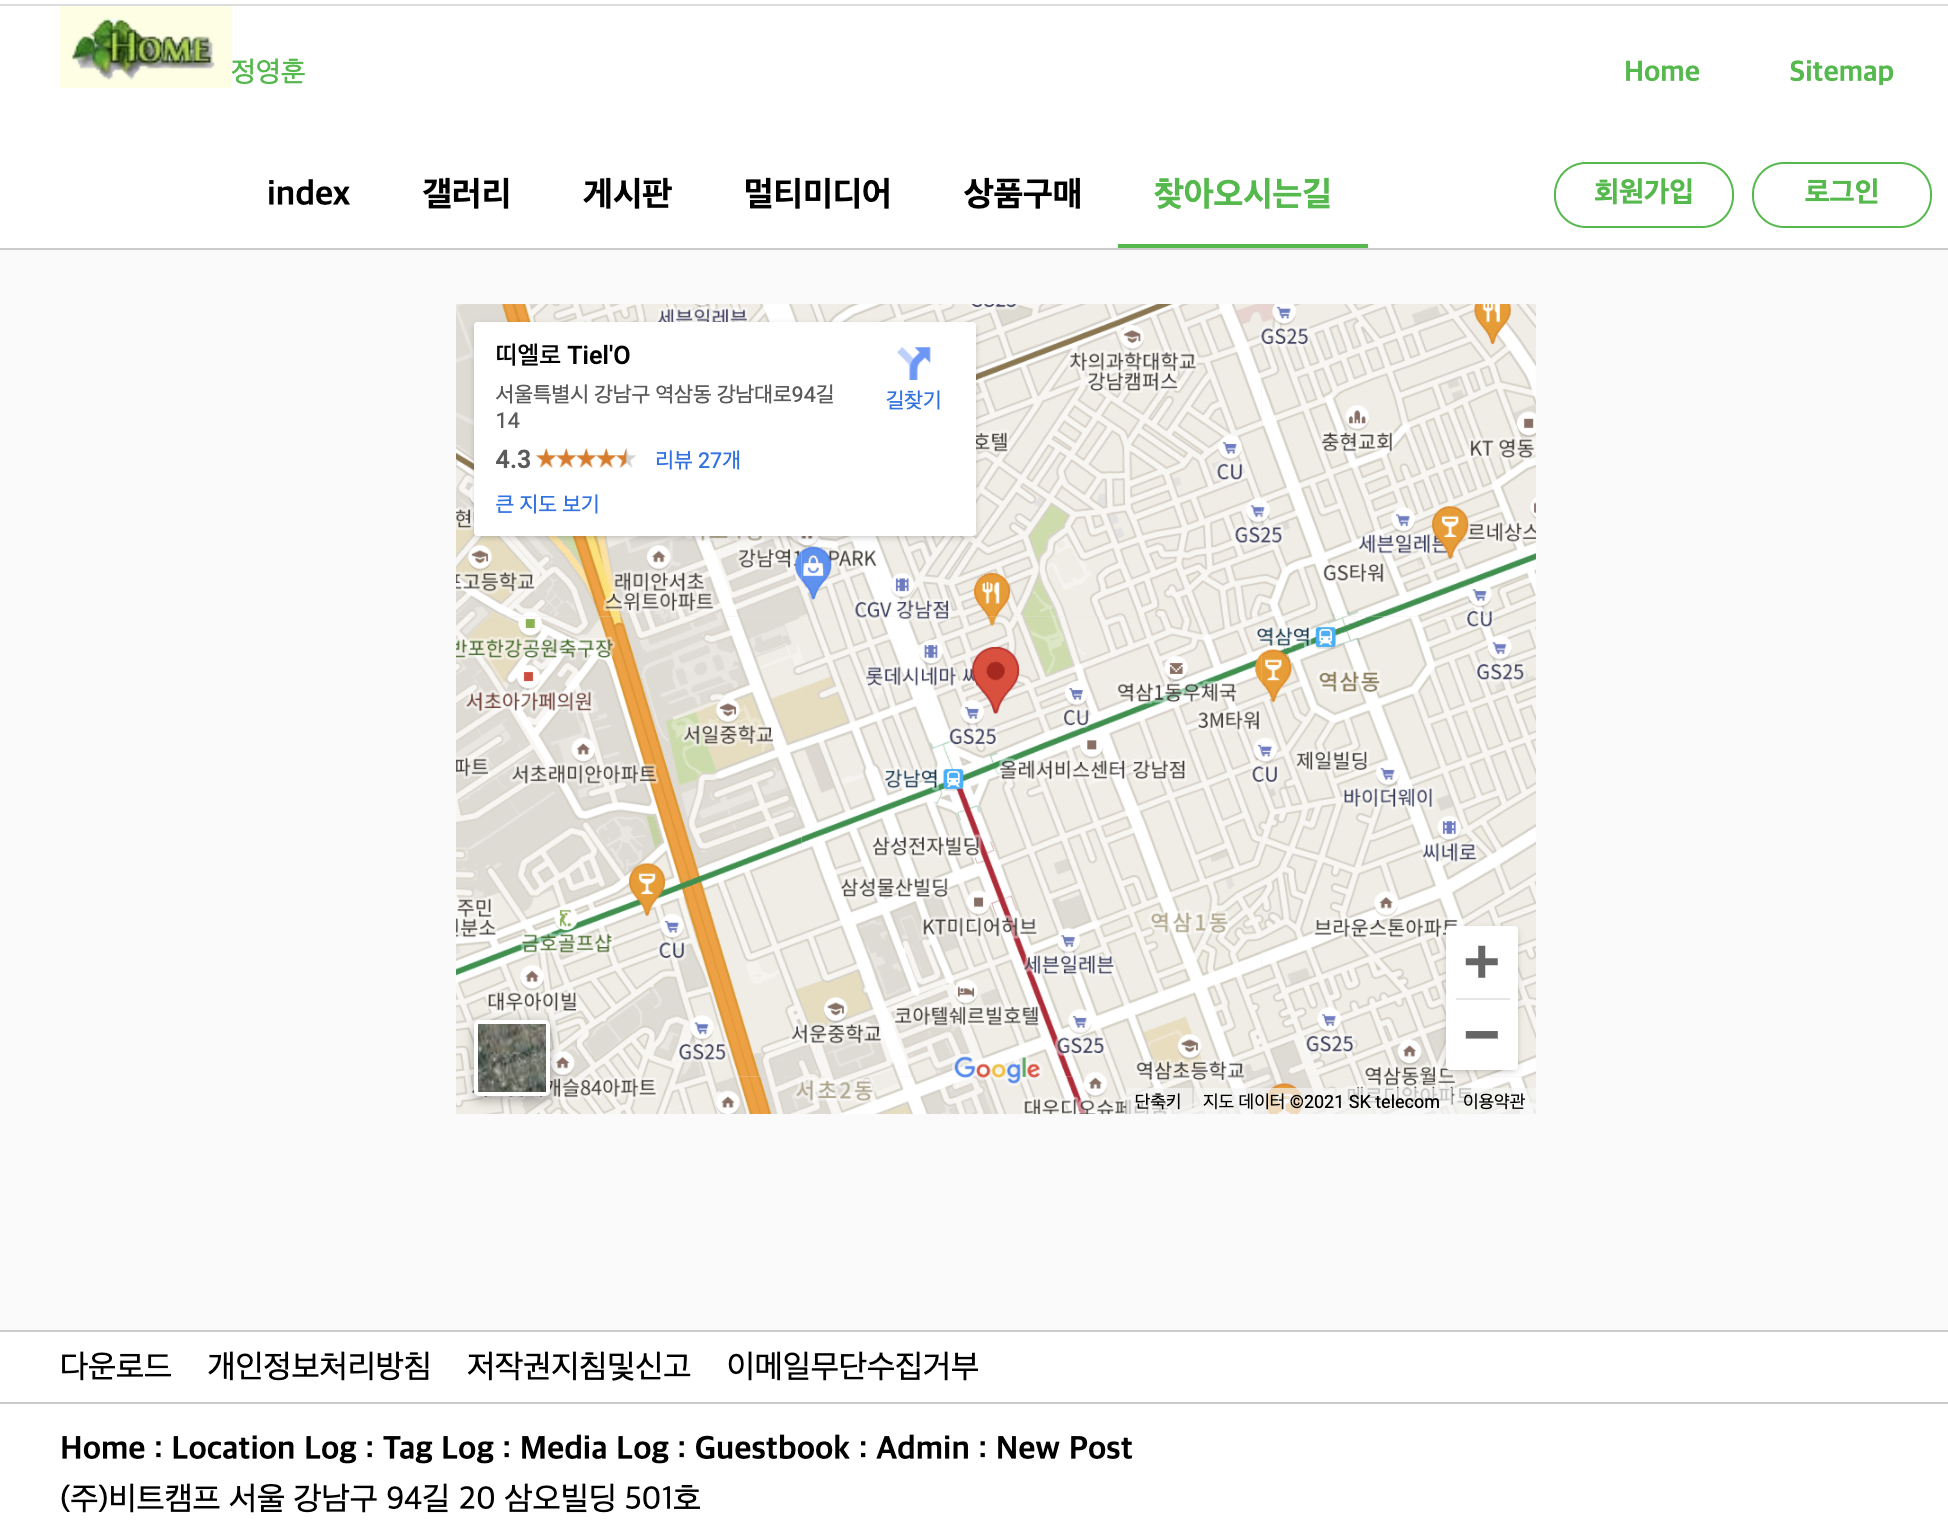 HOME
정영훈
Home
Sitemap
index
갤러리
게시판
멀티미디어
상품구매
찾아오시는길
회원가입
로그인
띠엘로 Tiel'O
서울특별시 강남구 역삼동 강남대로94길
14
길찾기
4.3
리뷰 27개
큰 지도 보기
세븐일레븐
GS25
GS25
차의과학대학교
강남캠퍼스
호텔
충현교회
KT 영동
CU
GS25
세븐일레븐
르네상스
GS타워
강남역
PARK
래미안서초
스위트아파트
고등학교
CGV 강남점
CU
반포한강공원축구장
역삼역
롯데시네마
GS25
역삼동
서초아가페의원
역삼1동우체국
CU
3M타워
서일중학교
GS25
파트
서초래미안아파트
강남역
올레서비스센터 강남점
CU
제일빌딩
바이더웨이
삼성전자빌딩
씨네로
삼성물산빌딩
주민
KT미디어허브
역삼1동
브라운스톤아파트
금호골프샵
CU
세븐일레븐
대우아이빌
서운중학교
코아텔쉐르빌호텔
GS25
GS25
GS25
역삼초등학교
역삼동월드
Google
개슬84아파트
서초2동
대우디오슈페
단축키
지도 데이터 ©2021 SK telecom
이용약관
다운로드
개인정보처리방침
저작권지침및신고
이메일무단수집거부
Home : Location Log : Tag Log : Media Log : Guestbook : Admin : New Post
(주)비트캠프 서울 강남구 94길 20 삼오빌딩 501호